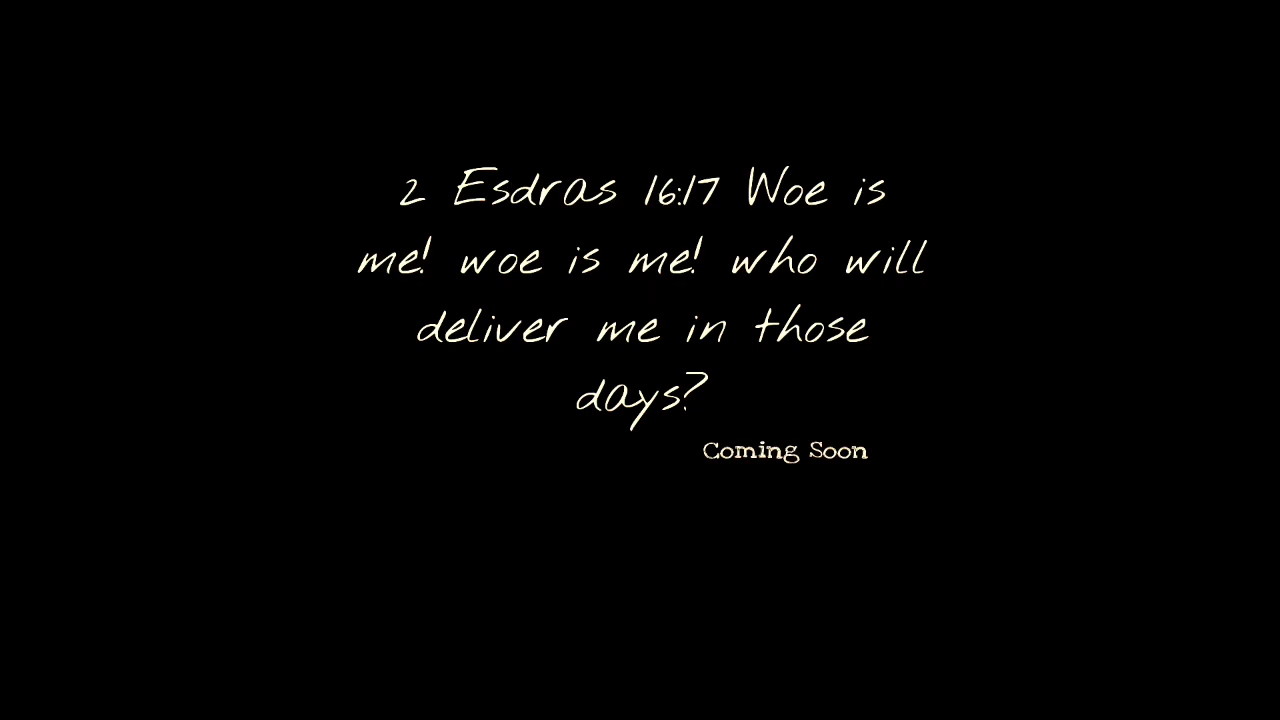 2 Esdras 16:17 Woe is
me! woe is me! who will
deliver me in those
days?
Coming Soon